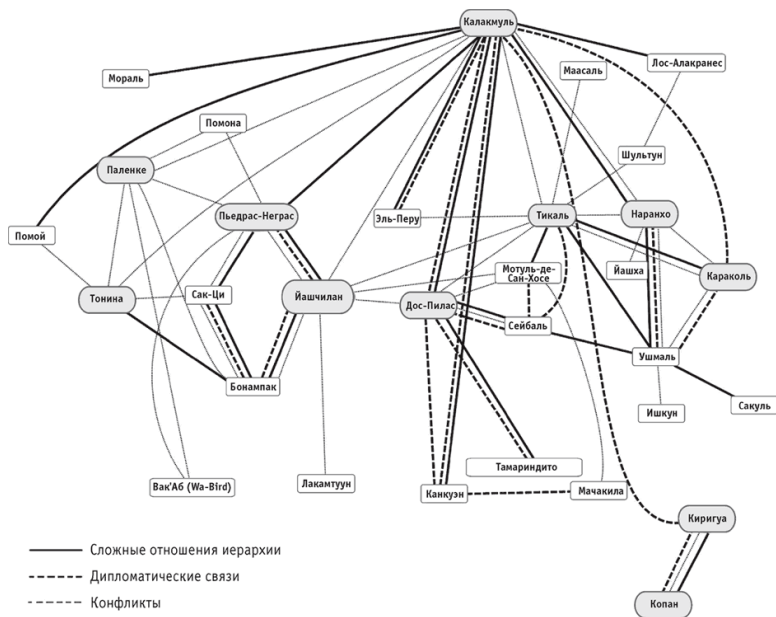 Калакмуль
Мораль
Маасаль
Лос-Алакранес
Помона
Шультун
Паленке
Пьедрас-Неграс
Эль-Перу
Тикаль
Наранхо
Помой
Йашха
Караколь
Мотуль-де-
Сан-Хосе
Тонина
Сак-Ци
Йашчилан
Дос-Пилас
Сейбаль
Ушмаль
Бонампак
Сакуль
Ишкун
Тамариндито
Вак'Аб (Wa-Bird)
Лакамтуун
Канкуэн
Мачакила
Киригуа
Копан
Сложные отношения иерархии
Дипломатические связи
Конфликты